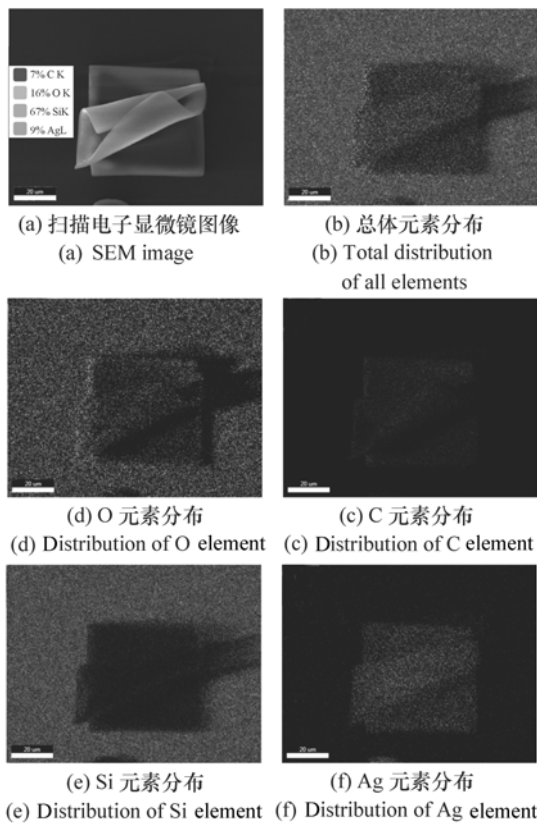 7% C K
16% O K
67% SiK
9% AgL
20 um
20 um
(a) 扫描电子显微镜图像
(a) SEM image
(b) 总体元素分布
(b) Total distribution
of all elements
20 um
20 um
(d) O 元素分布
(d) Distribution of O element
(c) C 元素分布
(c) Distribution of C element
20 um
20 um
(e) Si 元素分布
(e) Distribution of Si element
(f) Ag 元素分布
(f) Distribution of Ag element